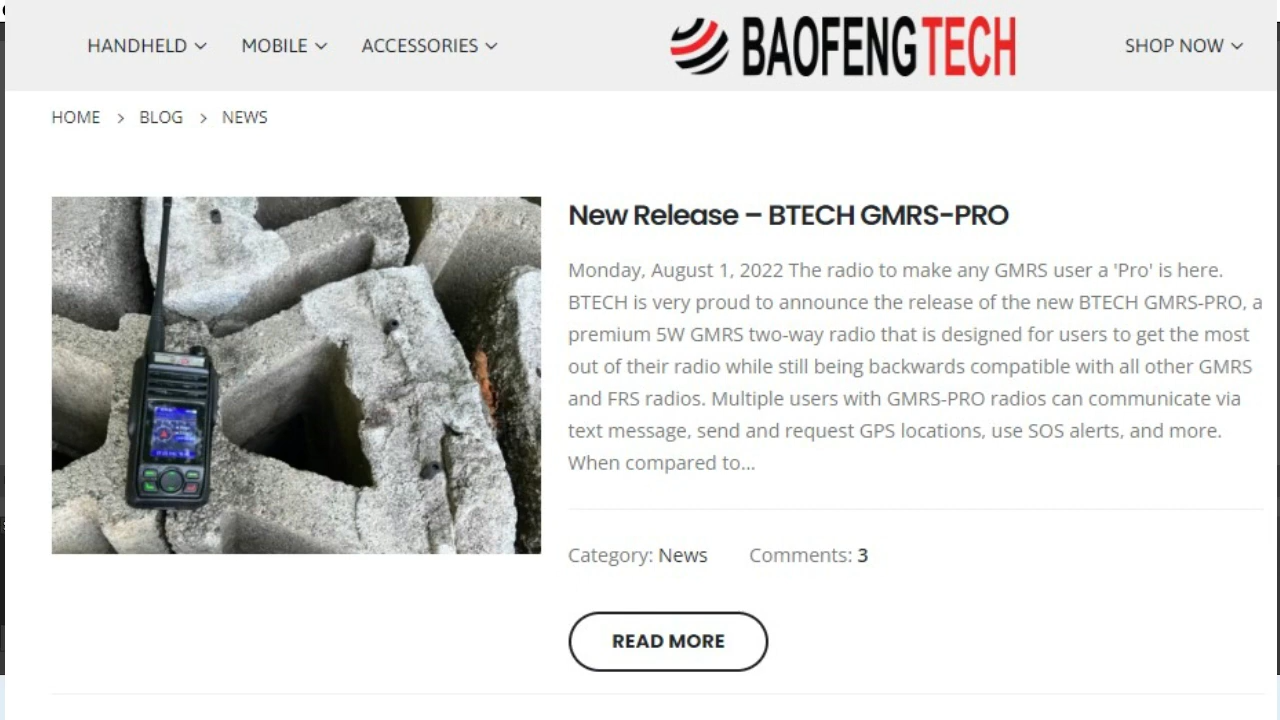 HANDHELD MOBILE ACCESSORIES BAOFENGTECH SHOP NOW
HOME > BLOG > NEWS
New Release – BTECH GMRS-PRO
Monday, August 1, 2022 The radio to make any GMRS user a 'Pro' is here.
BTECH is very proud to announce the release of the new BTECH GMRS-PRO, a
premium 5W GMRS two-way radio that is designed for users to get the most
out of their radio while still being backwards compatible with all other GMRS
and FRS radios. Multiple users with GMRS-PRO radios can communicate via
text message, send and request GPS locations, use SOS alerts, and more.
When compared to...
Category: News Comments: 3
READ MORE